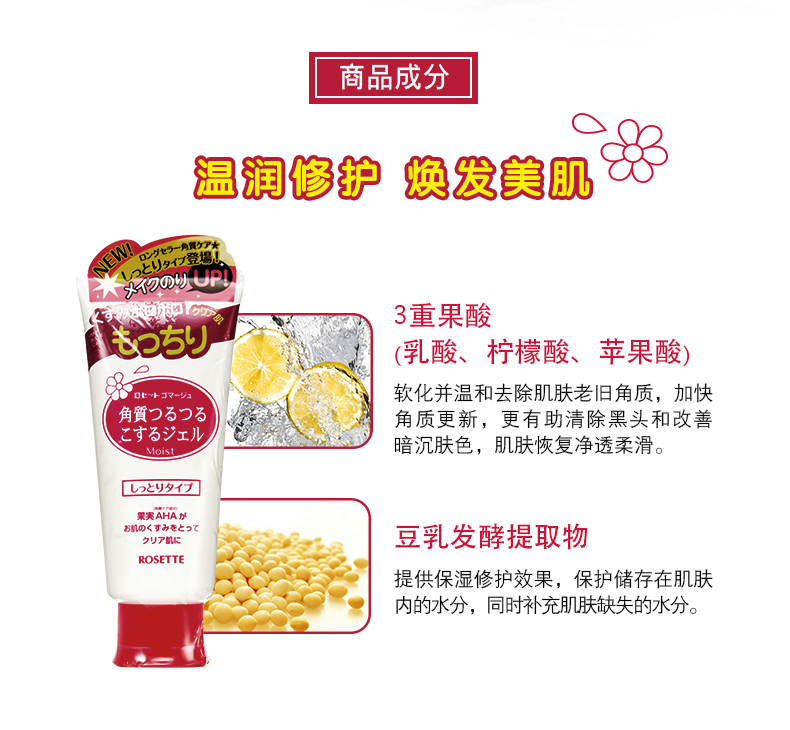 商品成分
温润修护 焕发美肌
NEW!
ロングセラー角質ケア★
しっとりタイプ登場!
メイクのりUP!
クリア肌
もっちり
ロゼットゴマージュ
角質つるつる
こするジェル
Moist
しっとりタイプ
果実AHAが
お肌のくすみをとって
クリア肌に
ROSETTE
3重果酸
(乳酸、柠檬酸、苹果酸)
软化并温和去除肌肤老旧角质，加快
角质更新，更有助清除黑头和改善
暗沉肤色，肌肤恢复净透柔滑。
豆乳发酵提取物
提供保湿修护效果，保护储存在肌肤
内的水分，同时补充肌肤缺失的水分。